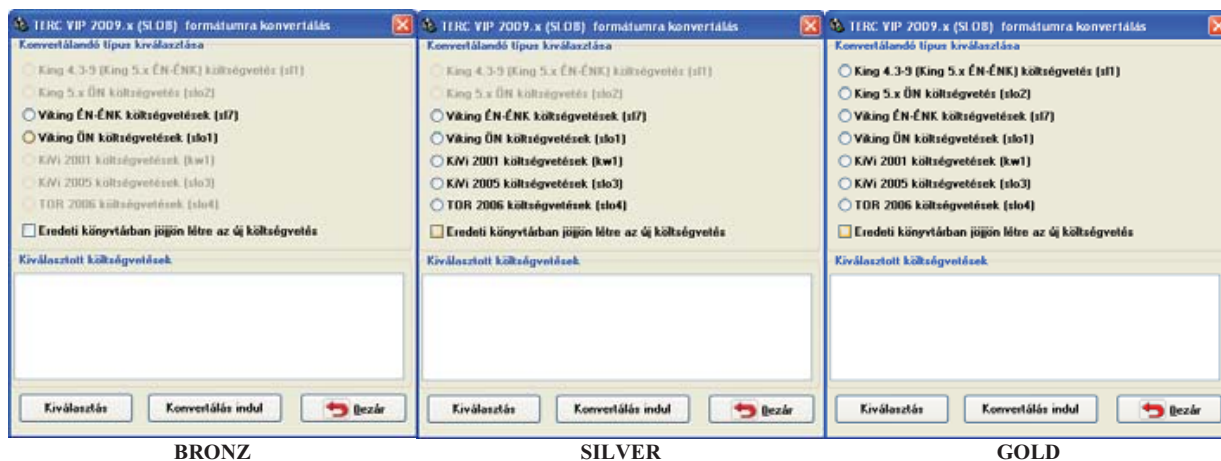 TERC VIP 2009.x (SLOB) formátumra konvertálás
Konvertálandó típus kiválasztása
King 4.3-9 (King 5.x ÉN-ÉNK) költségvetés (sl1)
King 5.x ÖN költségvetés (slo2)
Viking ÉN-ÉNK költségvetések (sl7)
Viking ÖN költségvetések (slo1)
KiVi 2001 költségvetések (kw1)
KiVi 2005 költségvetések (slo3)
TOR 2006 költségvetések (slo4)
Eredeti könyvtárban jöjjön létre az új költségvetés
Kiválasztott költségvetések
Kiválasztás
Konvertálás indul
Bezár
BRONZ
TERC VIP 2009.x (SLOB) formátumra konvertálás
Konvertálandó típus kiválasztása
King 4.3-9 (King 5.x ÉN-ÉNK) költségvetés (sl1)
King 5.x ÖN költségvetés (slo2)
Viking ÉN-ÉNK költségvetések (sl7)
Viking ÖN költségvetések (slo1)
KiVi 2001 költségvetések (kw1)
KiVi 2005 költségvetések (slo3)
TOR 2006 költségvetések (slo4)
Eredeti könyvtárban jöjjön létre az új költségvetés
Kiválasztott költségvetések
Kiválasztás
Konvertálás indul
Bezár
SILVER
TERC VIP 2009.x (SLOB) formátumra konvertálás
Konvertálandó típus kiválasztása
King 4.3-9 (King 5.x ÉN-ÉNK) költségvetés (sl1)
King 5.x ÖN költségvetés (slo2)
Viking ÉN-ÉNK költségvetések (sl7)
Viking ÖN költségvetések (slo1)
KiVi 2001 költségvetések (kw1)
KiVi 2005 költségvetések (slo3)
TOR 2006 költségvetések (slo4)
Eredeti könyvtárban jöjjön létre az új költségvetés
Kiválasztott költségvetések
Kiválasztás
Konvertálás indul
Bezár
GOLD